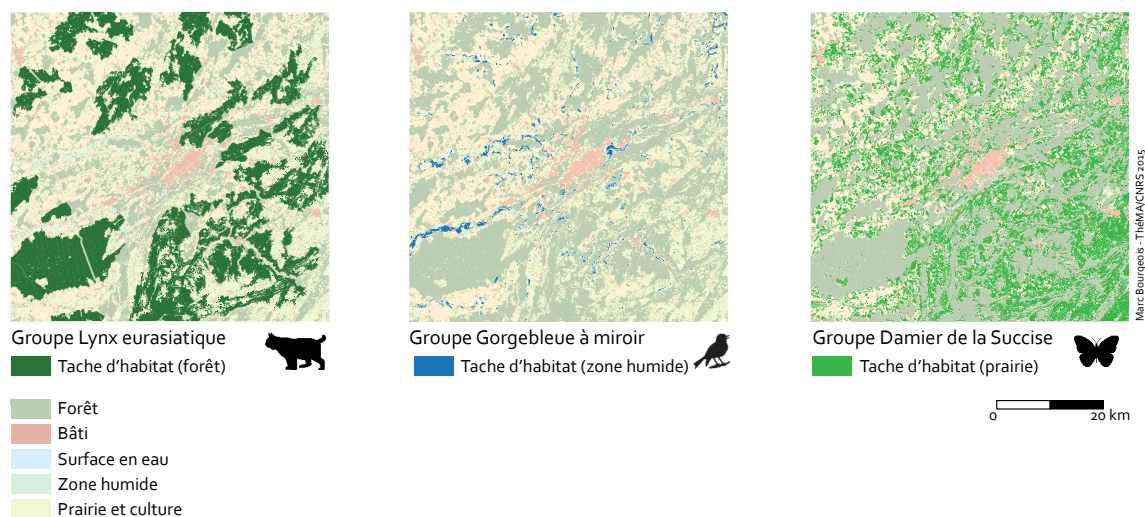 Groupe Lynx eurasiatique
Tache d'habitat (forêt)
Groupe Gorgebleue à miroir
Tache d'habitat (zone humide)
Groupe Damier de la Succise
Tache d'habitat (prairie)
Marc Bourgeois - ThéMA/CNRS 2015
Forêt
Bâti
Surface en eau
Zone humide
Prairie et culture
0 20 km